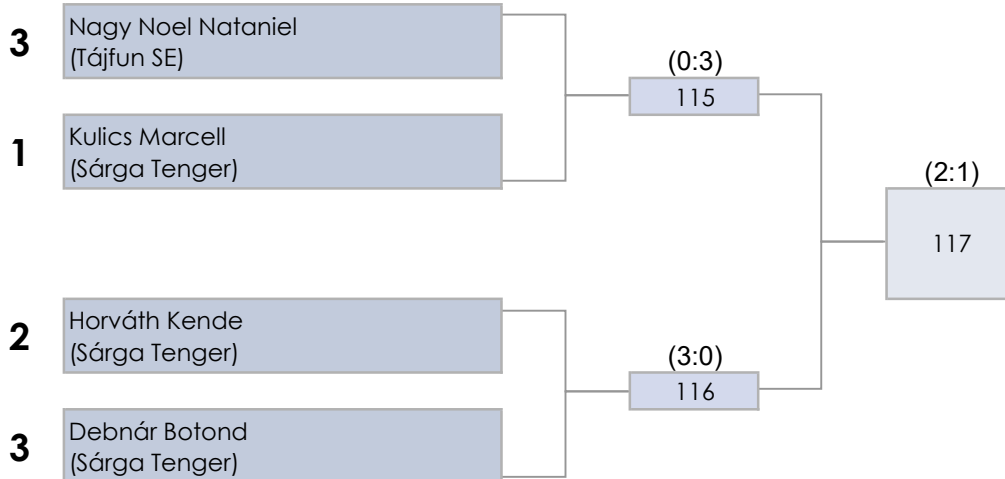 3
Nagy Noel Nataniel
(Tájfun SE)
(0:3)
115
1
Kulics Marcell
(Sárga Tenger)
(2:1)
117
2
Horváth Kende
(Sárga Tenger)
(3:0)
116
3
Debnár Botond
(Sárga Tenger)